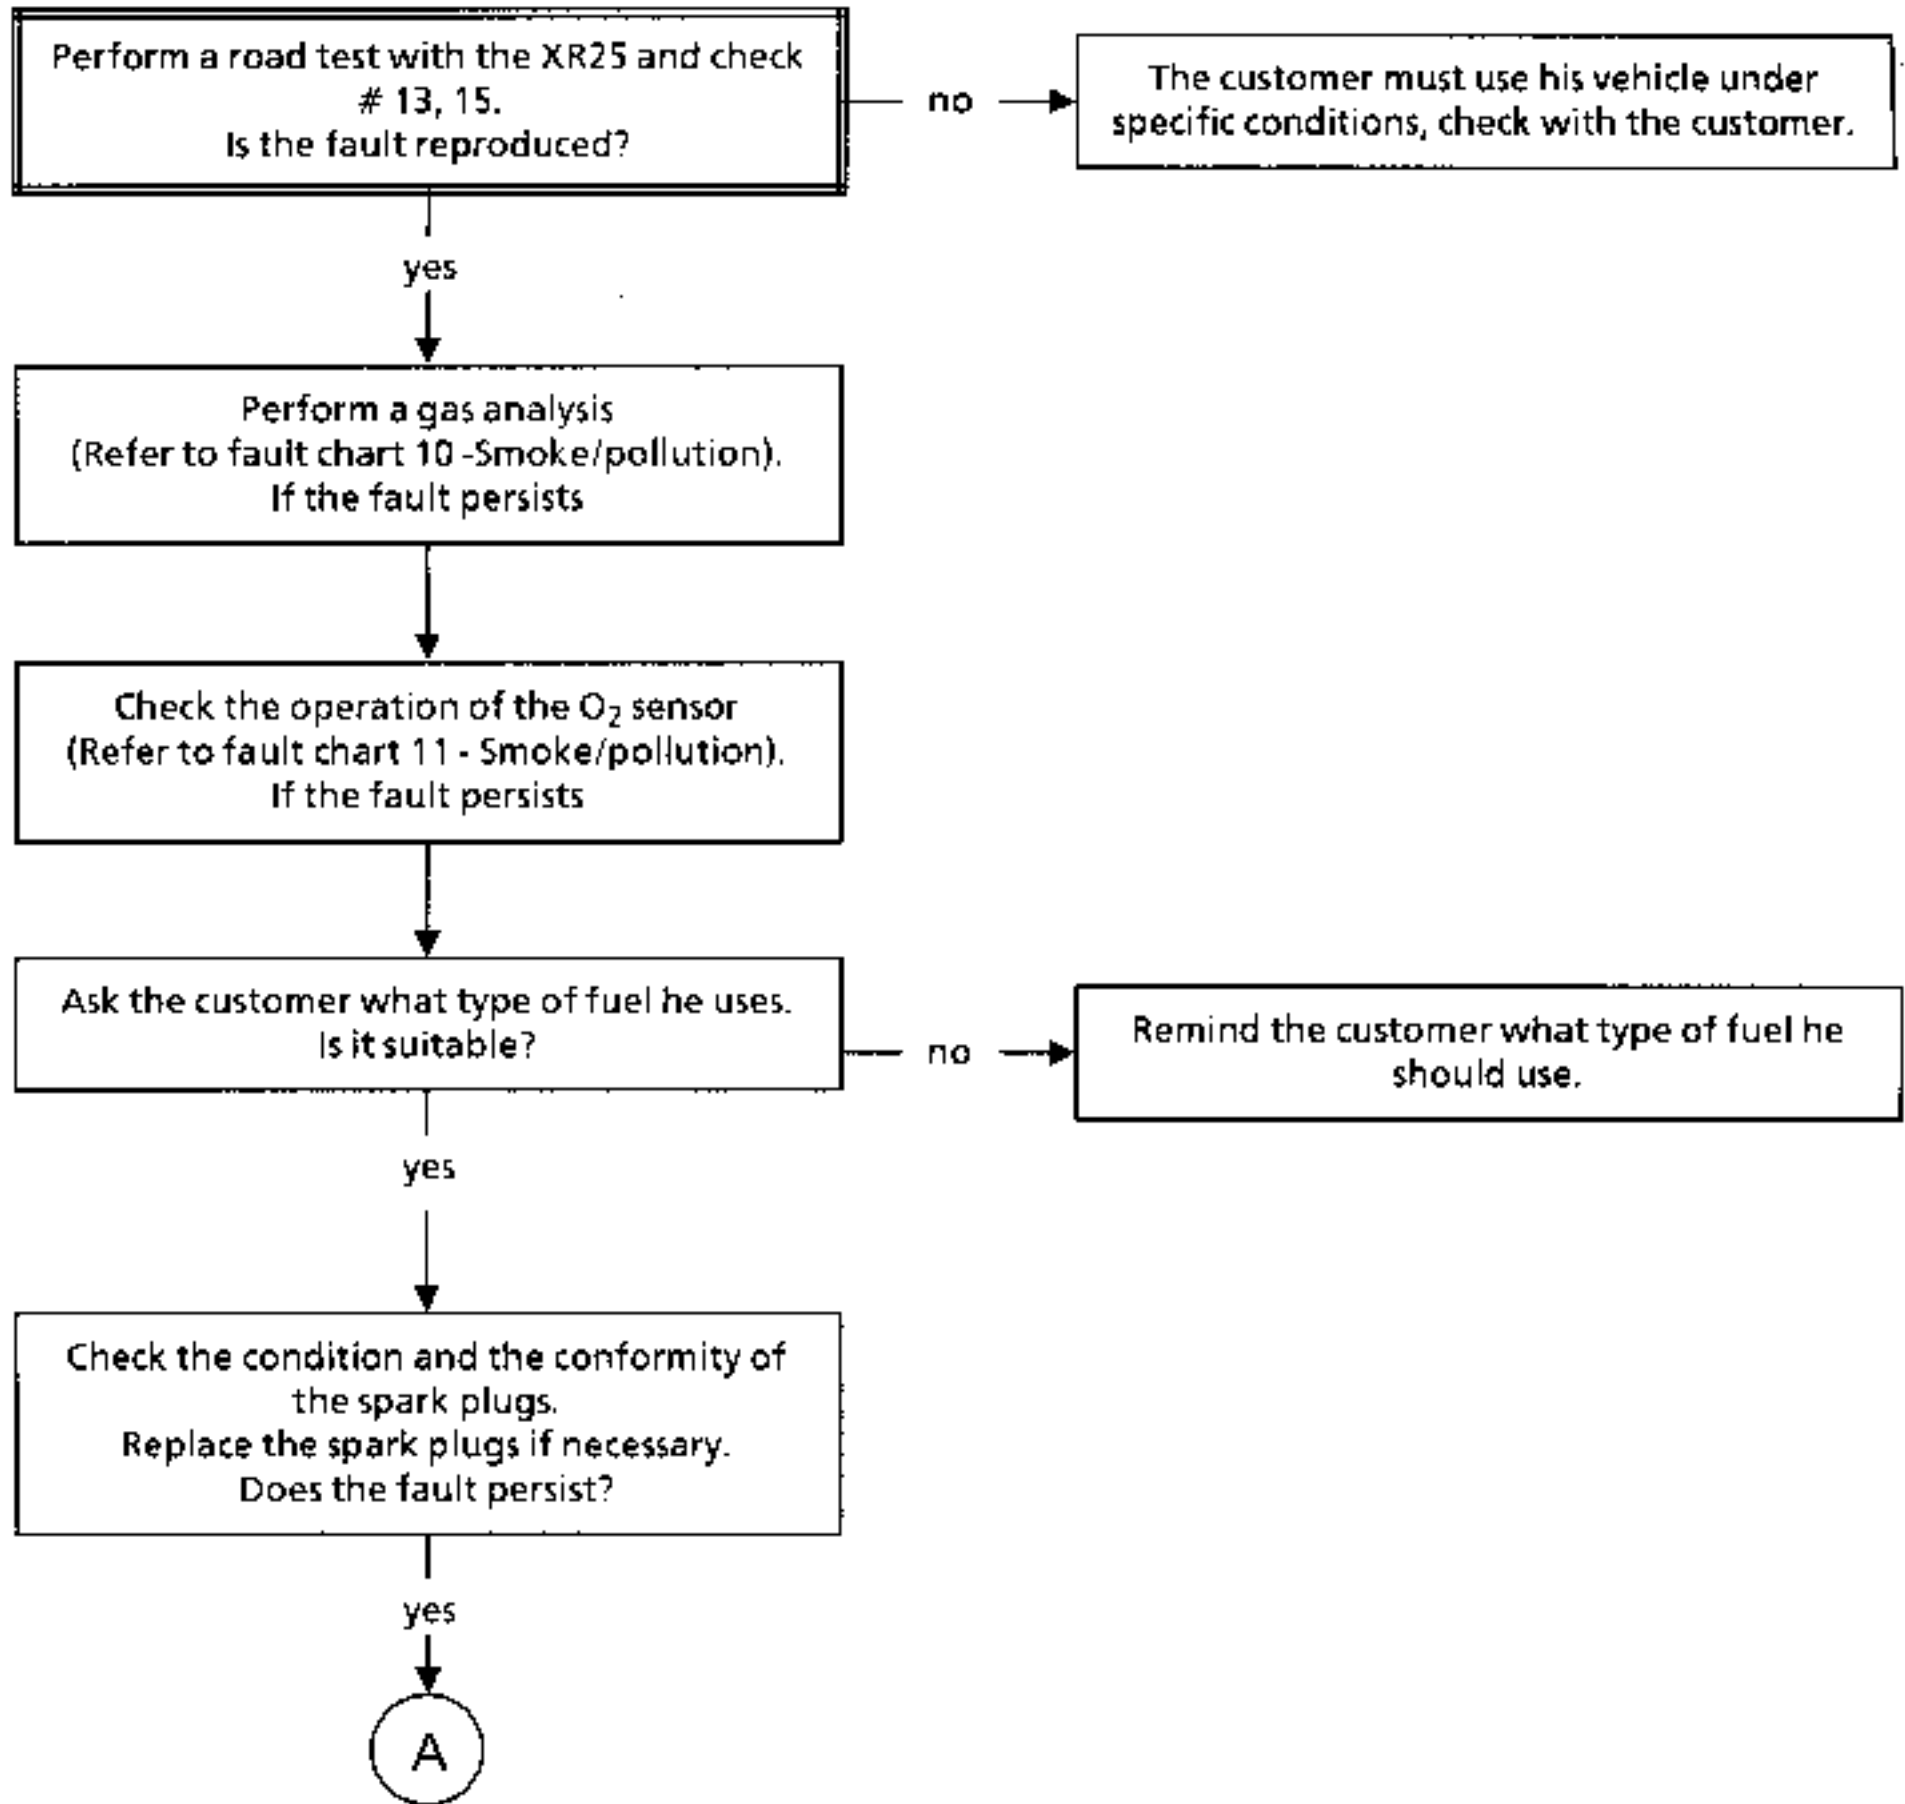 Perform a road test with the XR25 and check
# 13, 15.
Is the fault reproduced?
no
The customer must use his vehicle under
specific conditions, check with the customer.
yes
Perform a gas analysis
(Refer to fault chart 10 -Smoke/pollution).
If the fault persists
Check the operation of the O₂ sensor
(Refer to fault chart 11 - Smoke/pollution).
If the fault persists
Ask the customer what type of fuel he uses.
Is it suitable?
no
Remind the customer what type of fuel he
should use.
yes
Check the condition and the conformity of
the spark plugs.
Replace the spark plugs if necessary.
Does the fault persist?
yes
A